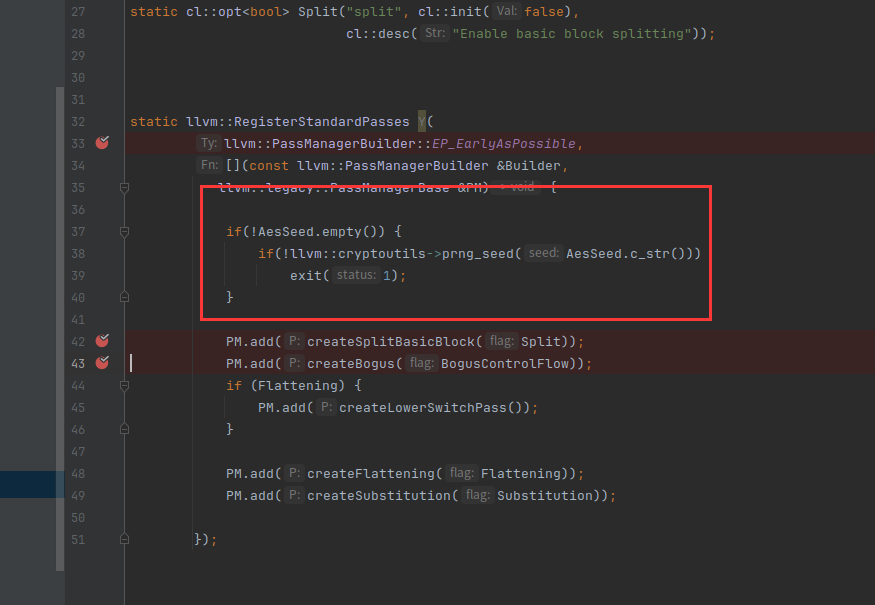 27 static cl::opt<bool> Split("split", cl::init( Val: false),
28 cl::desc( Str: "Enable basic block splitting"));
29
30
31
32 static llvm::RegisterStandardPasses Y(
33 Ty: llvm::PassManagerBuilder::EP_EarlyAsPossible,
34 Fn: [](const llvm::PassManagerBuilder &Builder,
35 llvm::legacy::PassManagerBase &PM) -> void {
36
37 if(!AesSeed.empty()) {
38 if(!llvm::cryptoutils->prng_seed( seed: AesSeed.c_str()))
39 exit( status: 1);
40 }
41
42 PM.add( P: createSplitBasicBlock( flag: Split));
43 PM.add( P: createBogus( flag: BogusControlFlow));
44 if (Flattening) {
45 PM.add( P: createLowerSwitchPass());
46 }
47
48 PM.add( P: createFlattening( flag: Flattening));
49 PM.add( P: createSubstitution( flag: Substitution));
50
51 });